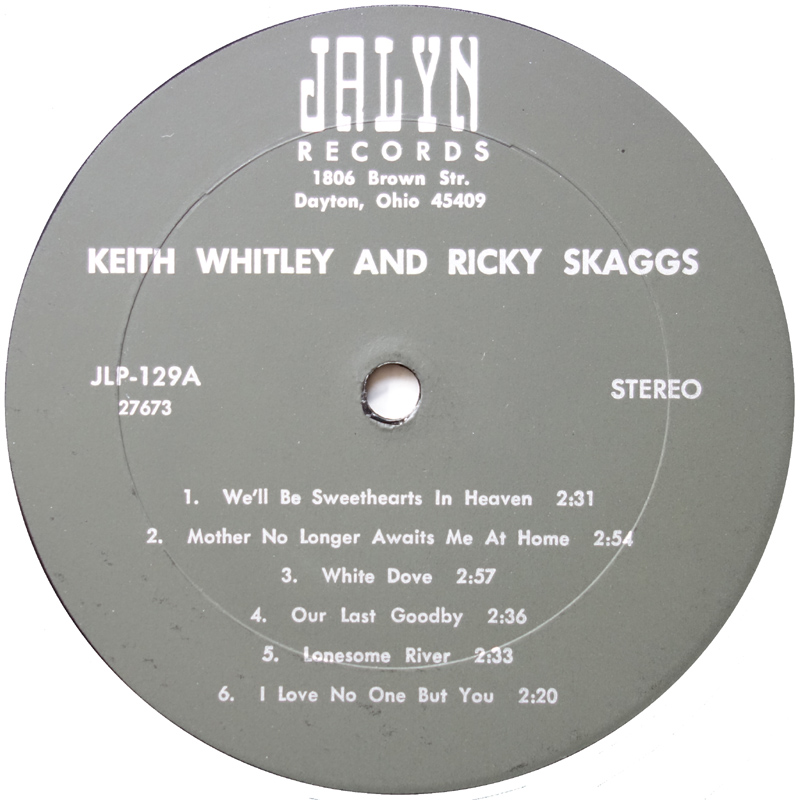 JALYN
RECORDS
1806 Brown Str.
Dayton, Ohio 45409
KEITH WHITLEY AND RICKY SKAGGS
JLP-129A
27673
STEREO
1. We'll Be Sweethearts In Heaven 2:31
2. Mother No Longer Awaits Me At Home 2:54
3. White Dove 2:57
4. Our Last Goodby 2:36
5. Lonesome River 2:33
6. I Love No One But You 2:20